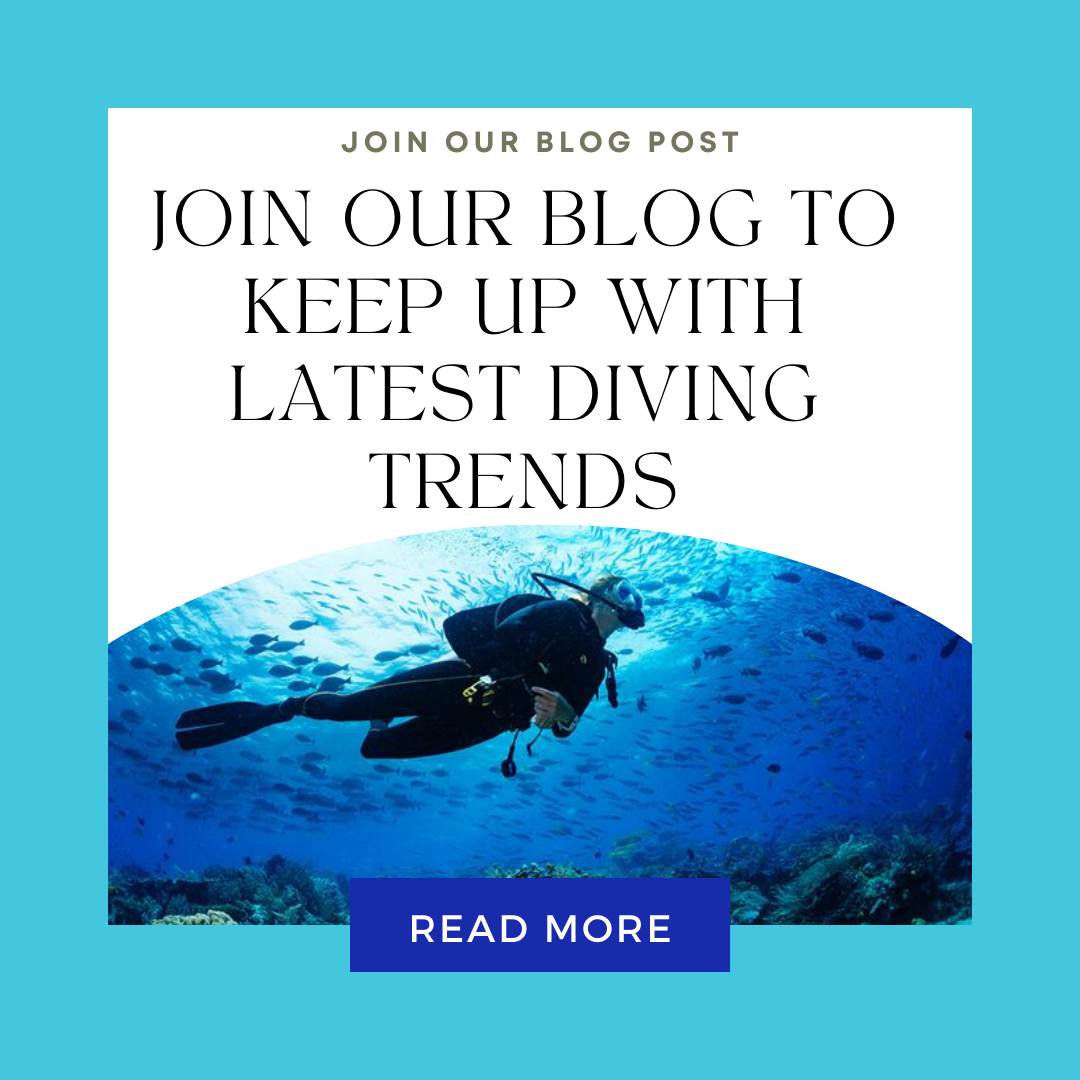 JOIN OUR BLOG POST
JOIN OUR BLOG TO
KEEP UP WITH
LATEST DIVING
TRENDS
READ MORE